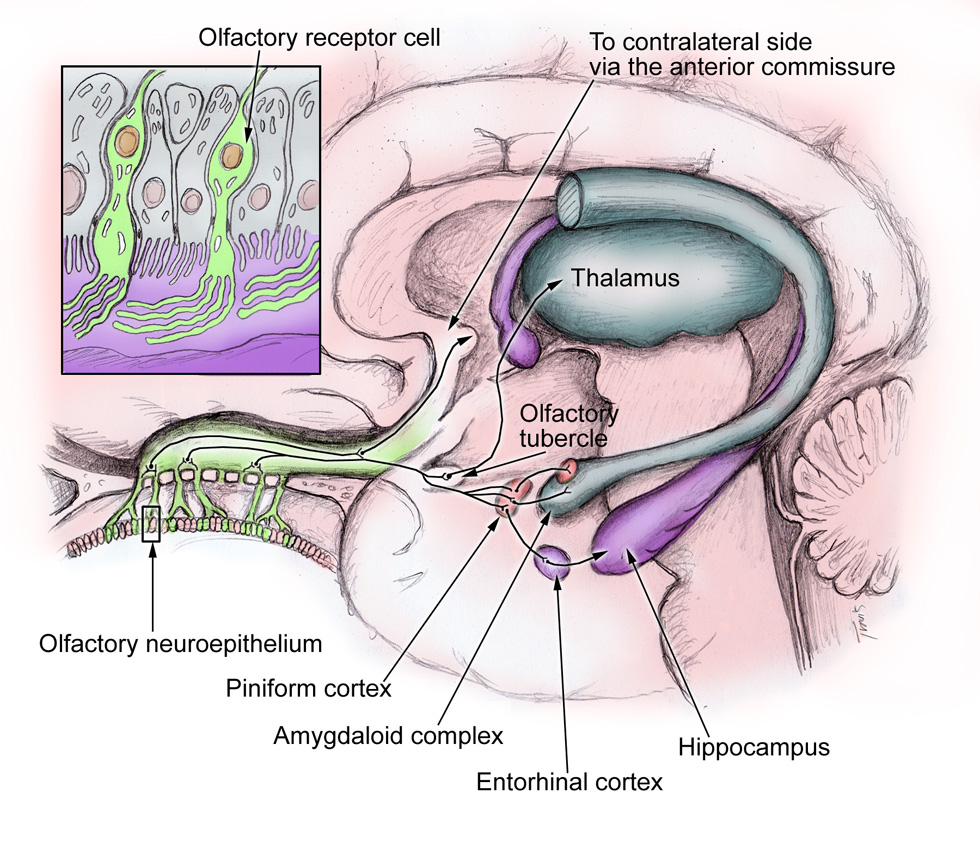 Olfactory receptor cell
To contralateral side
via the anterior commissure
Thalamus
Olfactory
tubercle
Olfactory neuroepithelium
Piniform cortex
Amygdaloid complex
Entorhinal cortex
Hippocampus